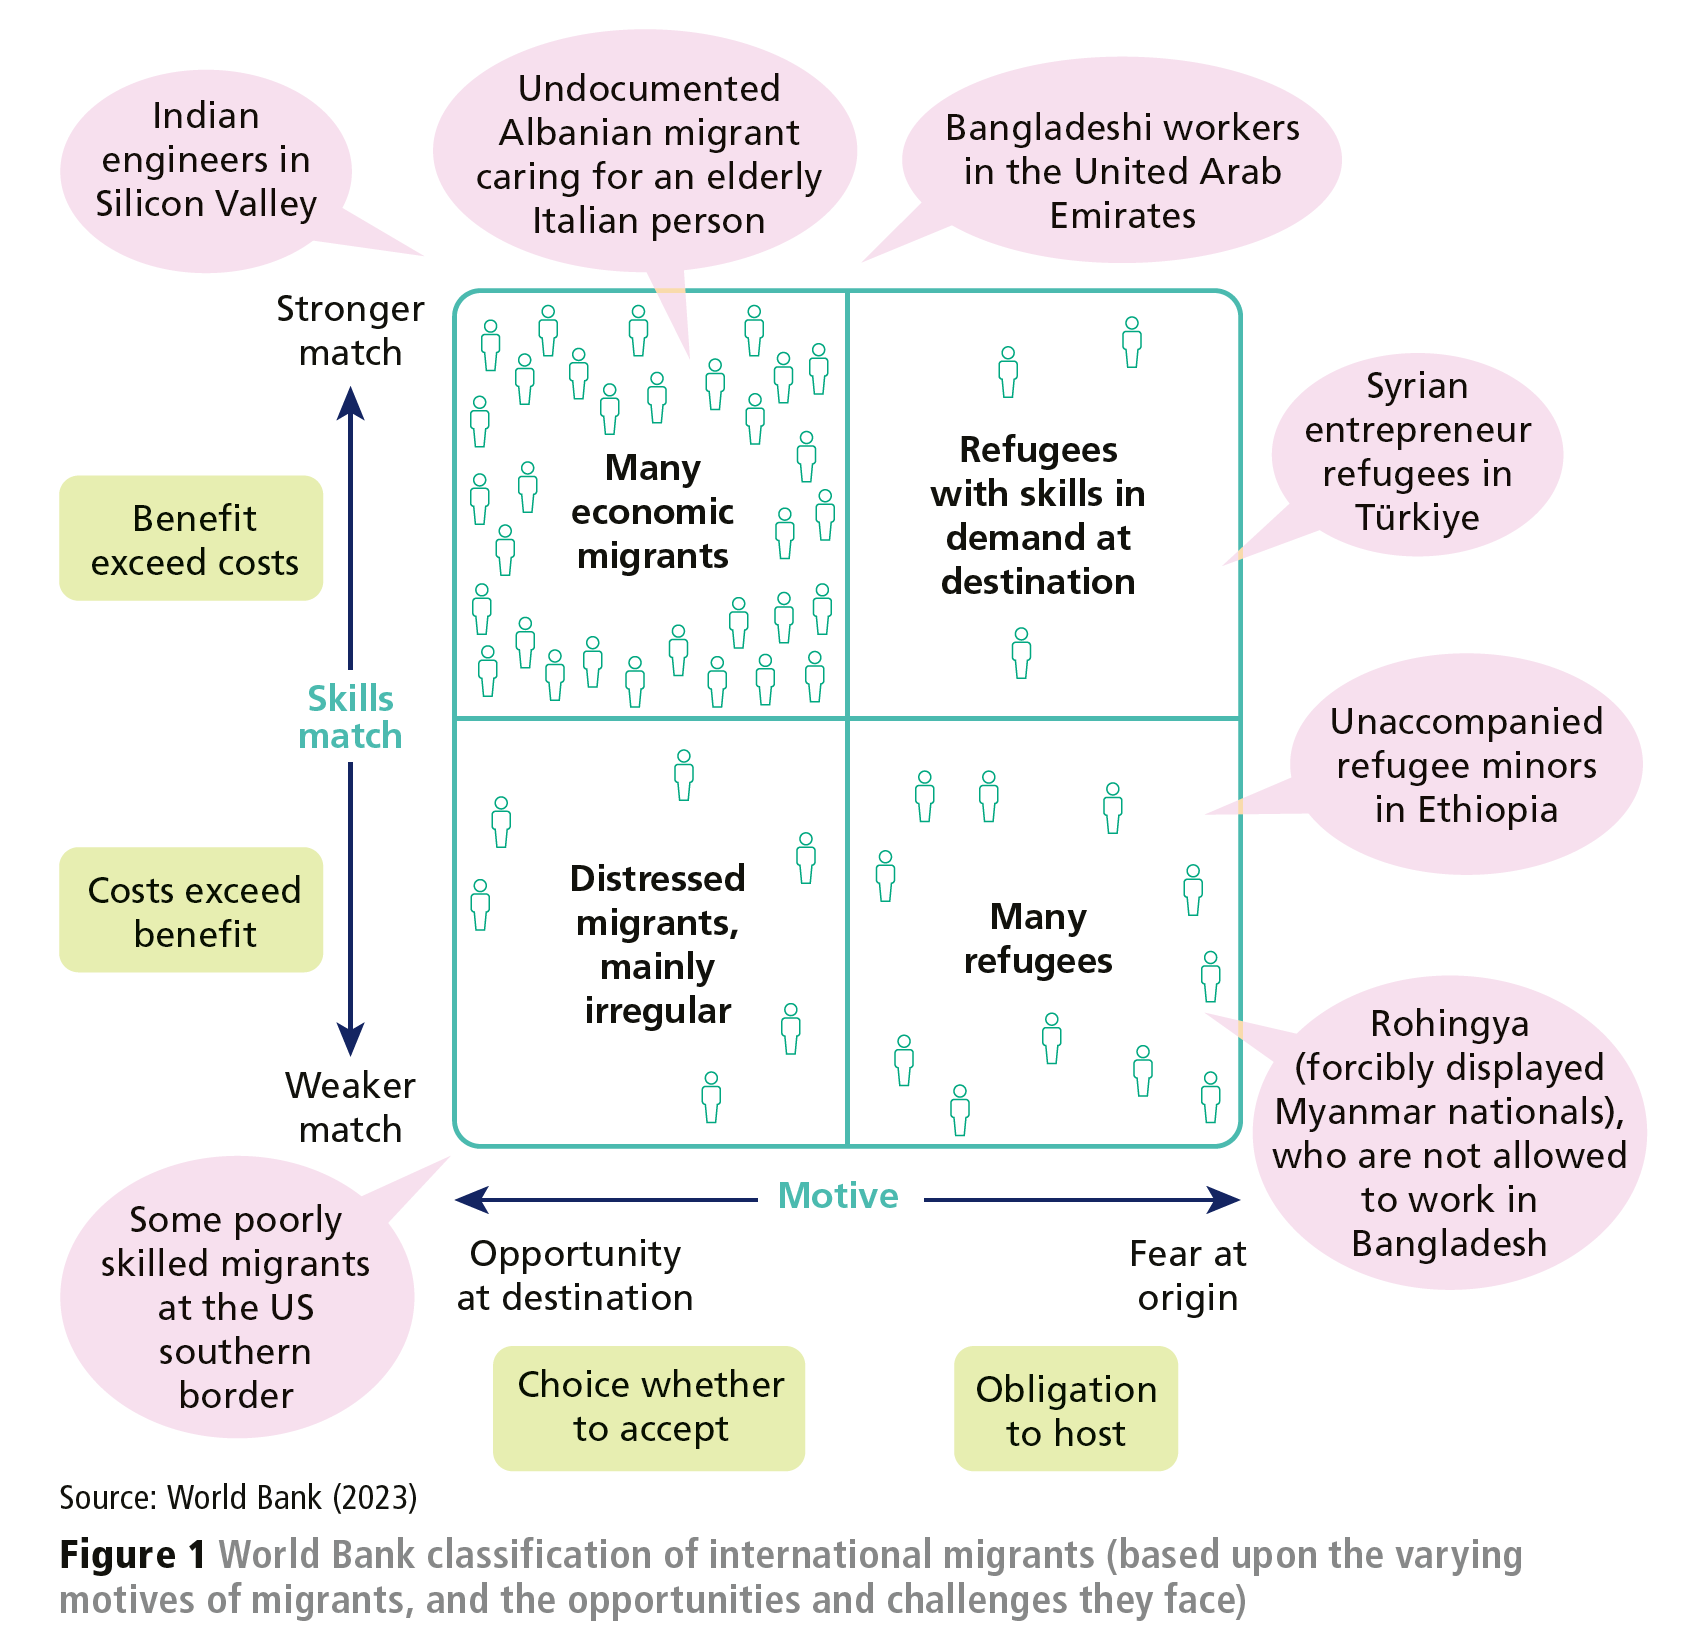 Indian
engineers in
Silicon Valley
Undocumented
Albanian migrant
caring for an elderly
Italian person
Bangladeshi workers
in the United Arab
Emirates
Stronger
match
Benefit
exceed costs
Skills
match
Costs exceed
benefit
Weaker
match
Many
economic
migrants
Refugees
with skills in
demand at
destination
Distressed
migrants,
mainly
irregular
Many
refugees
Syrian
entrepreneur
refugees in
Türkiye
Unaccompanied
refugee minors
in Ethiopia
Rohingya
(forcibly displayed
Myanmar nationals),
who are not allowed
to work in
Bangladesh
Some poorly
skilled migrants
at the US
southern
border
Motive
Opportunity
at destination
Fear at
origin
Choice whether
to accept
Obligation
to host
Source: World Bank (2023)
Figure 1 World Bank classification of international migrants (based upon the varying
motives of migrants, and the opportunities and challenges they face)